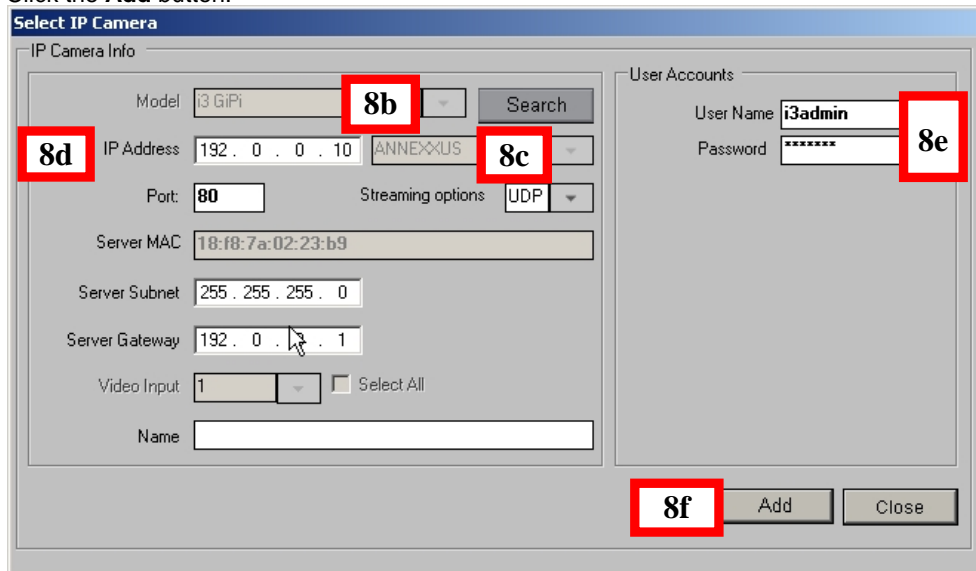 Click the Add button.
Select IP Camera
IP Camera Info
Model i3 GiPi 8b Search
8d IP Address 192. 0 . 0 . 10 ANNEXXUS 8c
Port: 80 Streaming options UDP
Server MAC 18:f8:7a:02:23:b9
Server Subnet 255 . 255 . 255 . 0
Server Gateway 192 . 0 . . 1
Video Input 1 Select All
Name
User Accounts
User Name i3admin
Password ******* 8e
8f Add Close